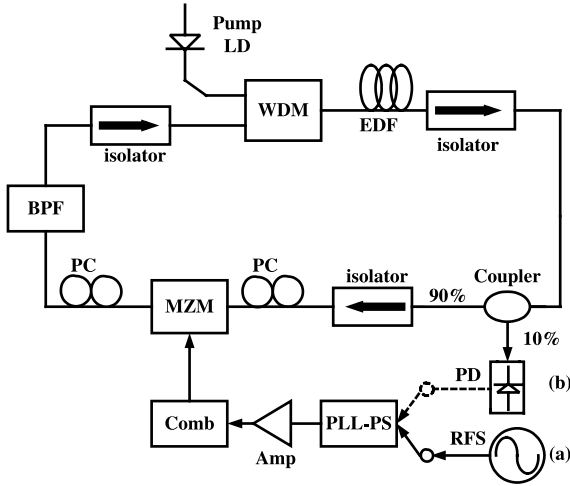 Pump
LD
WDM
EDF
isolator
isolator
BPF
PC
MZM
PC
isolator
90%
Coupler
10%
PD
(b)
Comb
Amp
PLL-PS
RFS
(a)